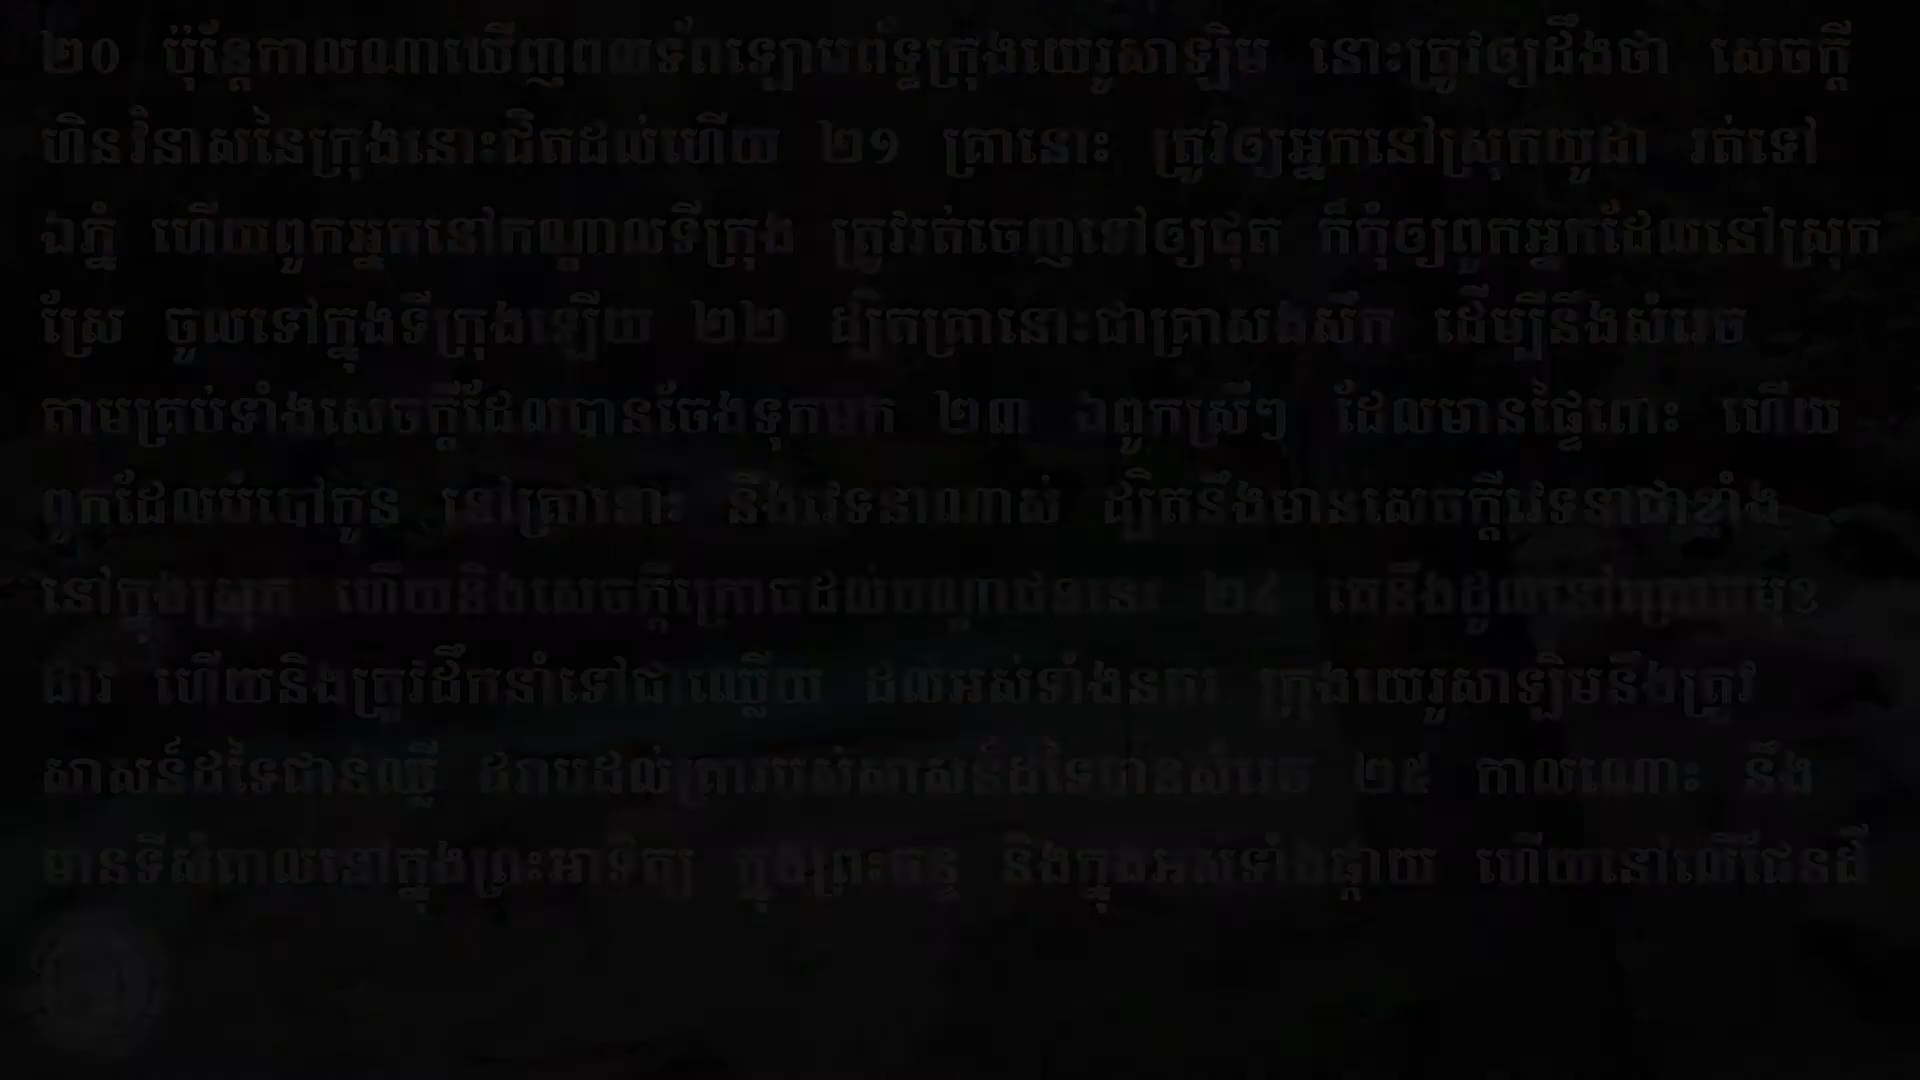 ២០ ប៉ុន្តែកាលណាឃើញពលទ័ពឡោមព័ទ្ធក្រុងយេរូសាឡិម នោះត្រូវឲ្យដឹងថា សេចក្ដី
ហិនវិនាសនៃក្រុងនោះជិតដល់ហើយ ២១ គ្រានោះ ត្រូវឲ្យអ្នកនៅស្រុកយូដា រត់ទៅ
ឯភ្នំ ហើយពួកអ្នកនៅកណ្តាលទីក្រុង ត្រូវរត់ចេញទៅឲ្យផុត ក៏កុំឲ្យពួកអ្នកដែលនៅស្រុក
ស្រែ ចូលទៅក្នុងទីក្រុងឡើយ ២២ ដ្បិតគ្រានោះជាគ្រាសងសឹក ដើម្បីនឹងសំរេច
តាមគ្រប់ទាំងសេចក្ដីដែលបានចែងទុកមក ២៣ ឯពួកស្រីៗ ដែលមានផ្ទៃពោះ ហើយ
ពួកដែលបំបៅកូន នៅគ្រានោះ នឹងវេទនាណាស់ ដ្បិតនឹងមានសេចក្ដីវេទនាជាខ្លាំង
នៅក្នុងស្រុក ហើយនឹងសេចក្ដីក្រោធដល់បណ្តាជននេះ ២៤ គេនឹងដួលនៅដោយមុខ
ដាវ ហើយនិងត្រូវដឹកនាំទៅជាឈ្លើយ ដល់អស់ទាំងនគរ ក្រុងយេរូសាឡិមនឹងត្រូវ
សាសន៍ដទៃជាន់ឈ្លី ដរាបដល់គ្រារបស់សាសន៍ដទៃបានសំរេច ២៥ កាលណោះ នឹង
មានទីសំគាល់នៅក្នុងព្រះអាទិត្យ ក្នុងព្រះចន្ទ និងក្នុងអស់ទាំងផ្កាយ ហើយនៅលើផែនដី